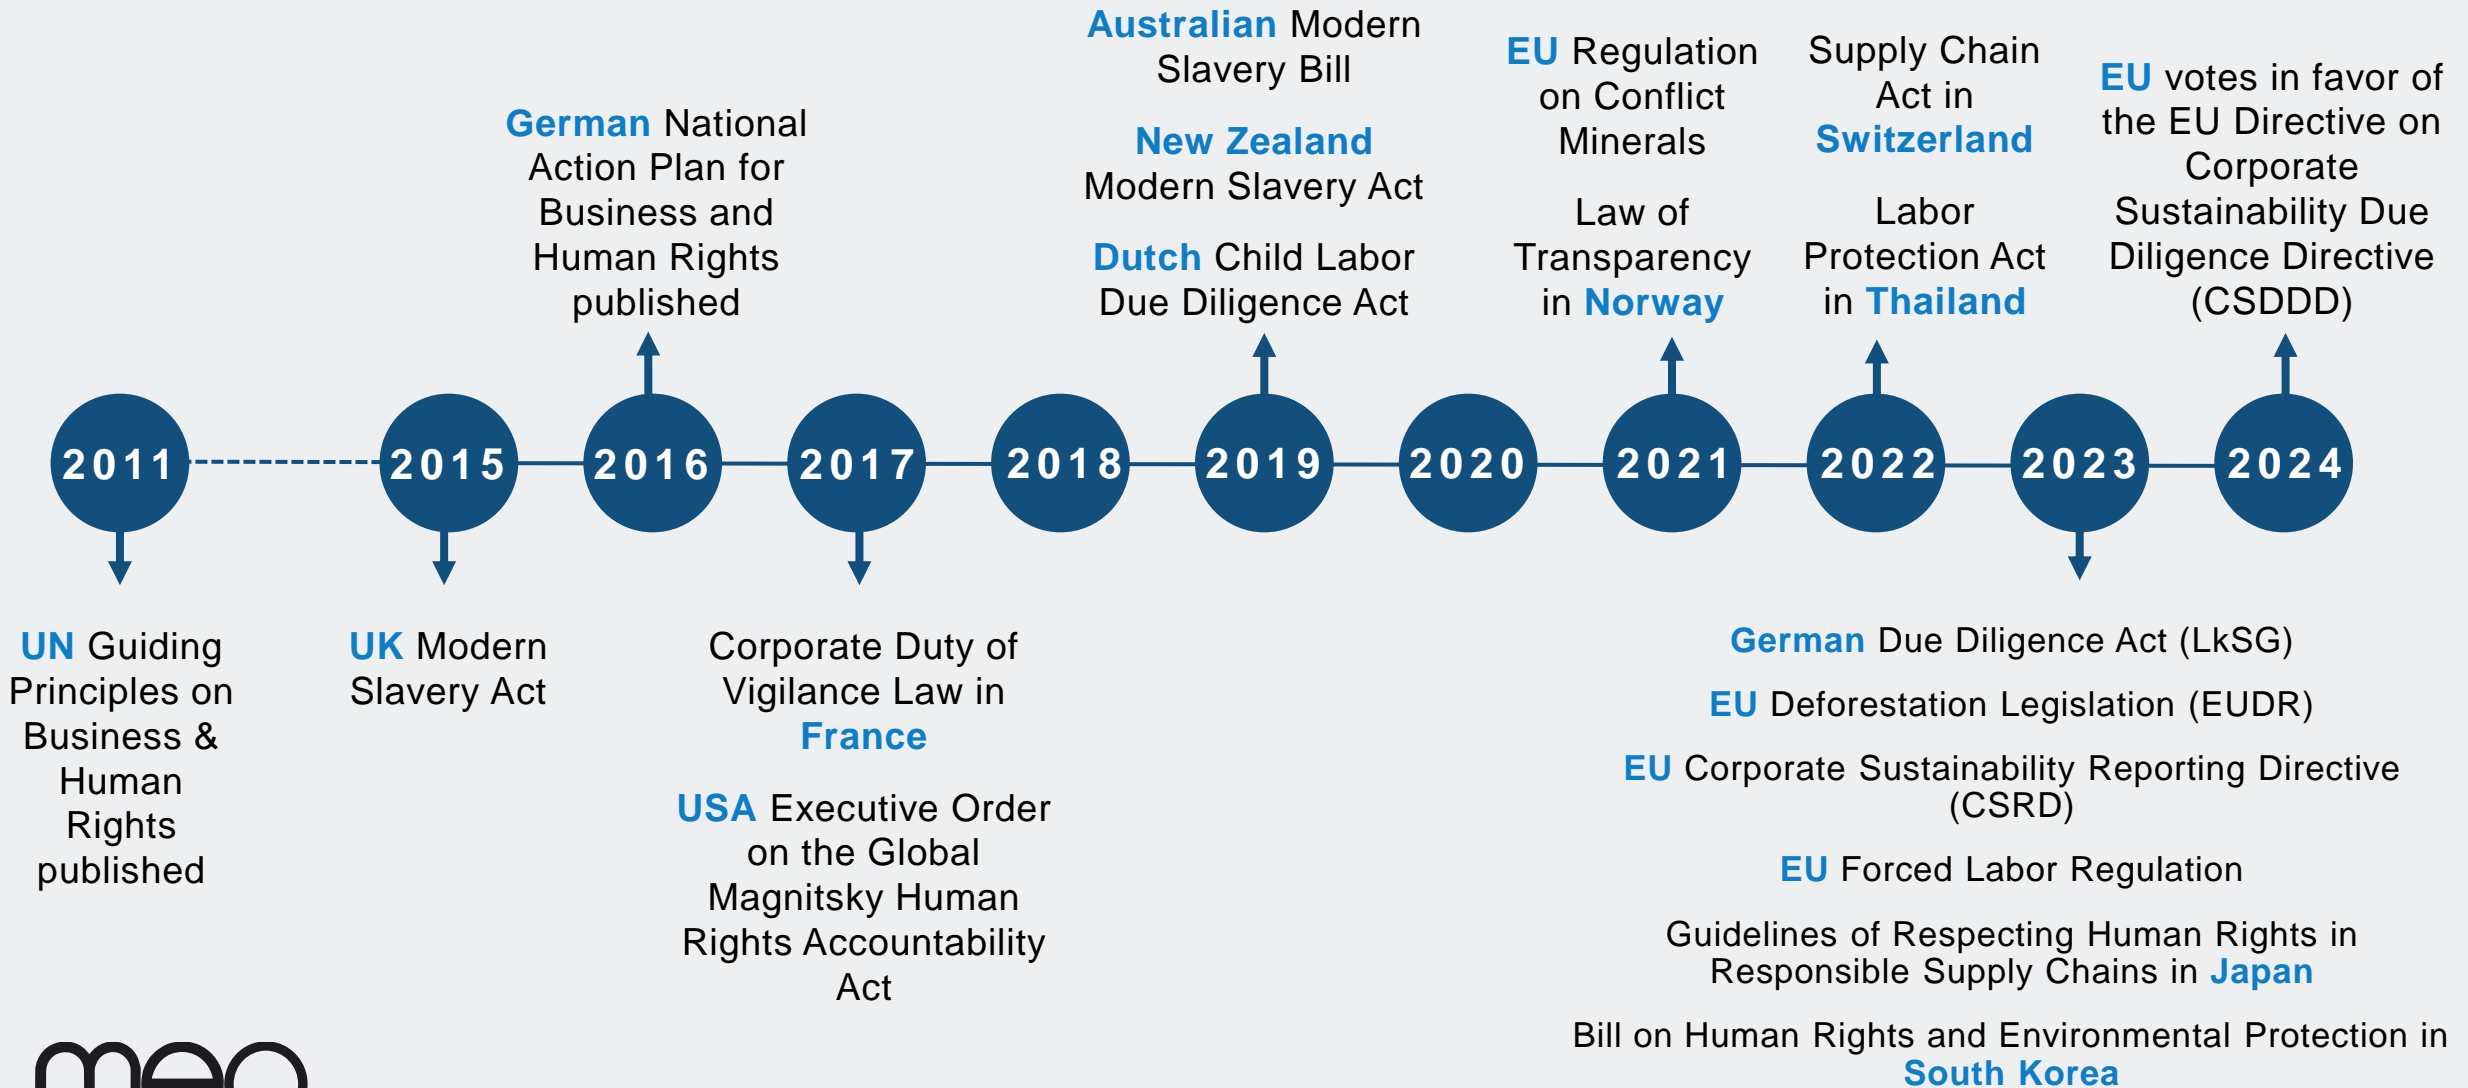 Australian Modern
Slavery Bill
New Zealand
Modern Slavery Act
Dutch Child Labor
Due Diligence Act
EU Regulation
on Conflict
Minerals
Law of
Transparency
in Norway
Supply Chain
Act in
Switzerland
Labor
Protection Act
in Thailand
EU votes in favor of
the EU Directive on
Corporate
Sustainability Due
Diligence Directive
(CSDDD)
German National
Action Plan for
Business and
Human Rights
published
2011
2015
2016
2017
2018
2019
2020
2021
2022
2023
2024
UN Guiding
Principles on
Business &
Human
Rights
published
UK Modern
Slavery Act
Corporate Duty of
Vigilance Law in
France
USA Executive Order
on the Global
Magnitsky Human
Rights Accountability
Act
German Due Diligence Act (LkSG)
EU Deforestation Legislation (EUDR)
EU Corporate Sustainability Reporting Directive
(CSRD)
EU Forced Labor Regulation
Guidelines of Respecting Human Rights in
Responsible Supply Chains in Japan
Bill on Human Rights and Environmental Protection in
South Korea